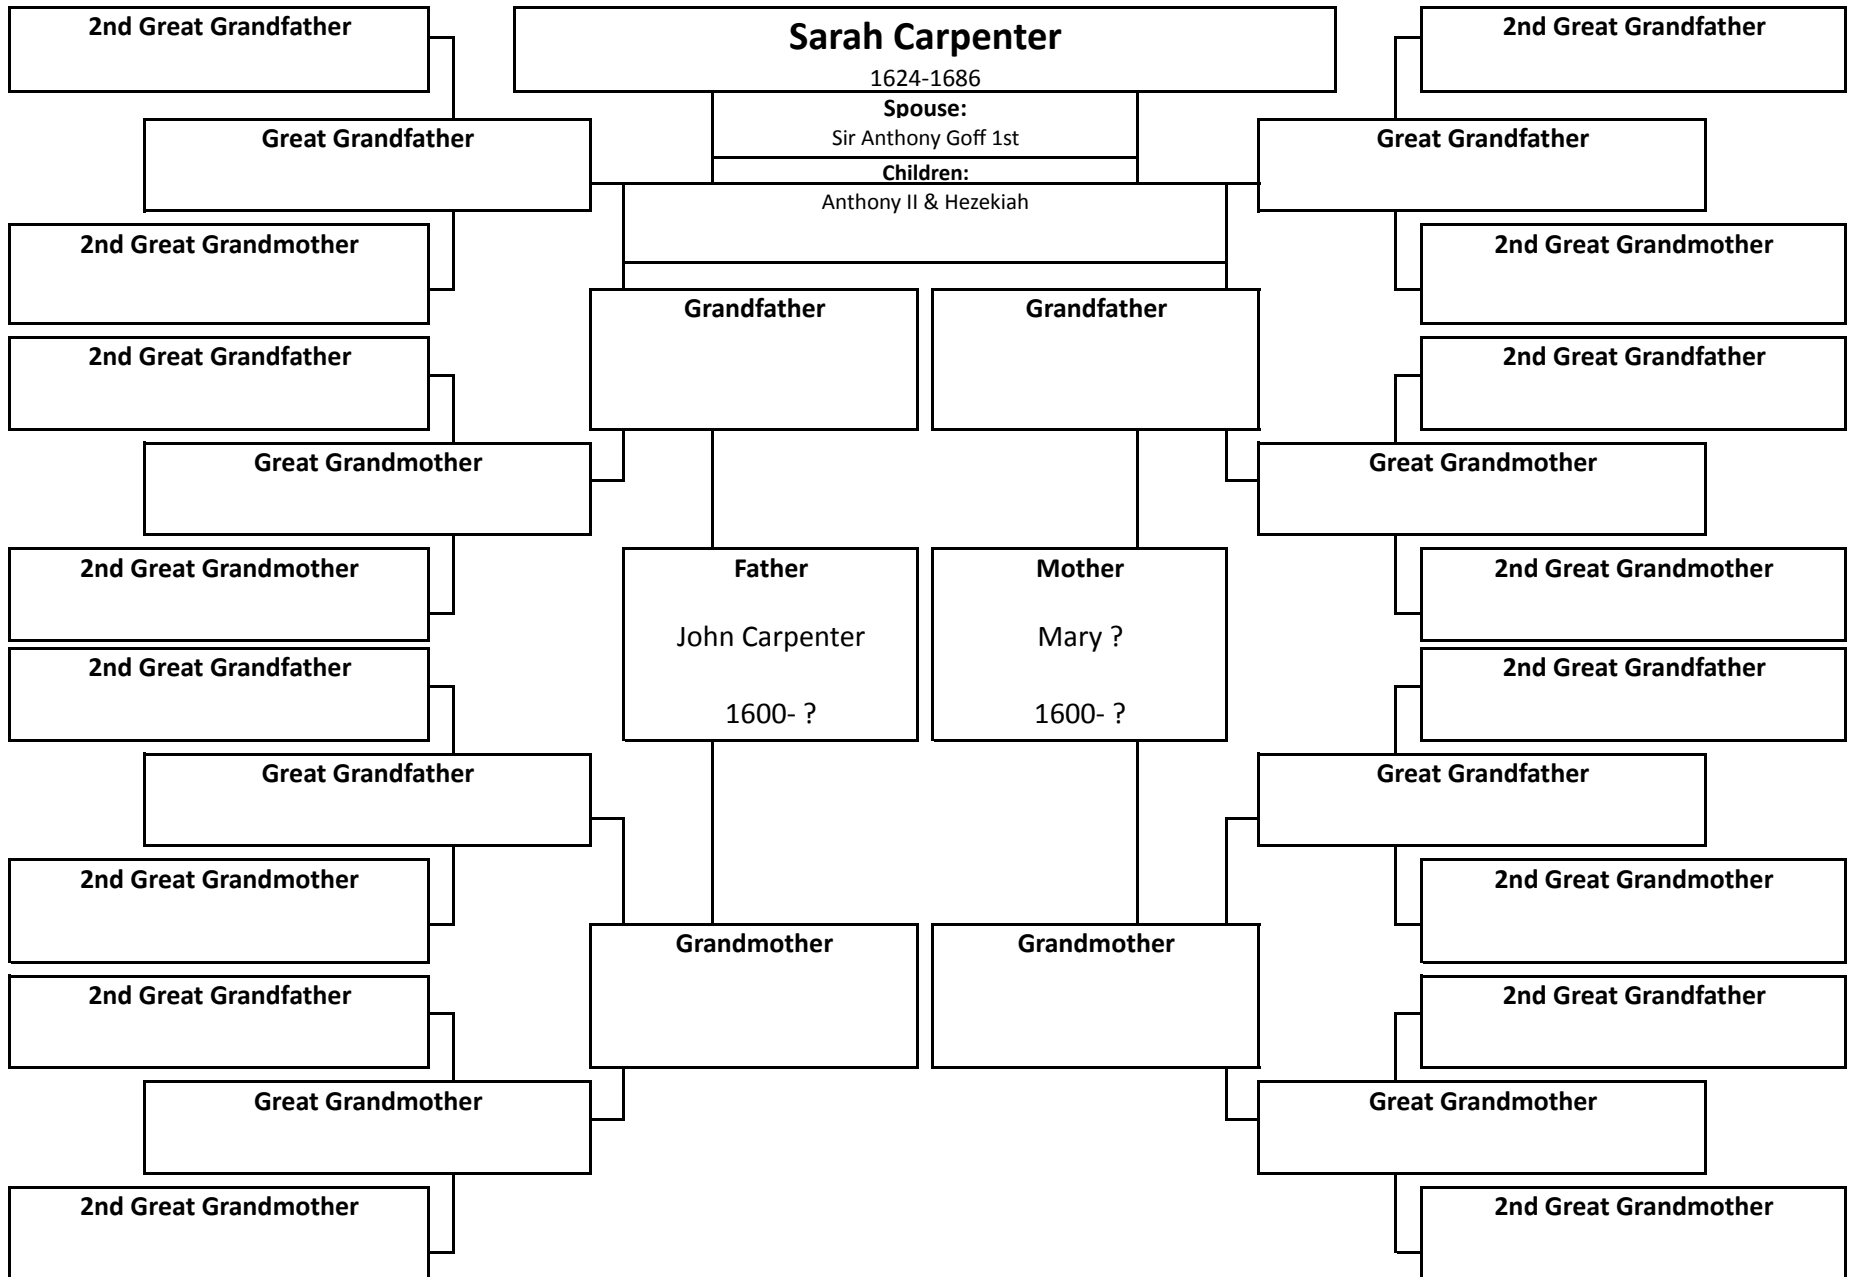 Sarah Carpenter
1624-1686
Spouse:
Sir Anthony Goff 1st
Children:
Anthony II & Hezekiah
2nd Great Grandfather
Great Grandfather
2nd Great Grandmother
2nd Great Grandfather
Great Grandmother
2nd Great Grandmother
2nd Great Grandfather
Great Grandfather
2nd Great Grandmother
2nd Great Grandfather
Great Grandmother
2nd Great Grandmother
Grandfather
Father
John Carpenter
1600- ?
Grandmother
Grandfather
Mother
Mary ?
1600- ?
Grandmother
2nd Great Grandfather
Great Grandfather
2nd Great Grandmother
2nd Great Grandfather
Great Grandmother
2nd Great Grandmother
2nd Great Grandfather
Great Grandfather
2nd Great Grandmother
2nd Great Grandfather
Great Grandmother
2nd Great Grandmother